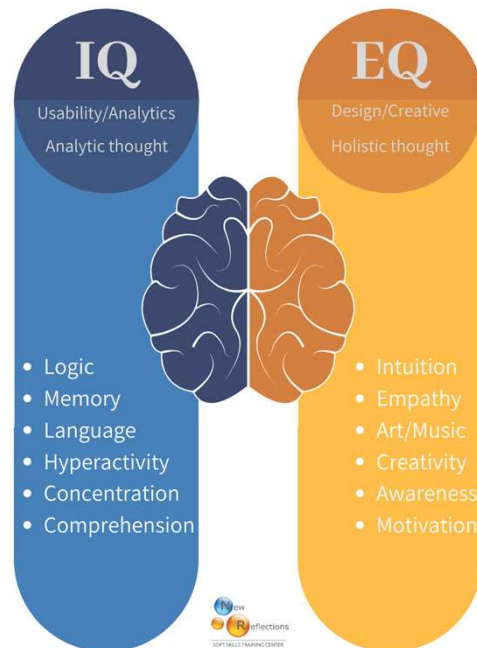 IQ
Usability/Analytics
Analytic thought
• Logic
• Memory
• Language
• Hyperactivity
• Concentration
• Comprehension
EQ
Design/Creative
Holistic thought
• Intuition
• Empathy
• Art/Music
• Creativity
• Awareness
• Motivation
New
Reflections
SOFT SKILLS TRAINING CENTER